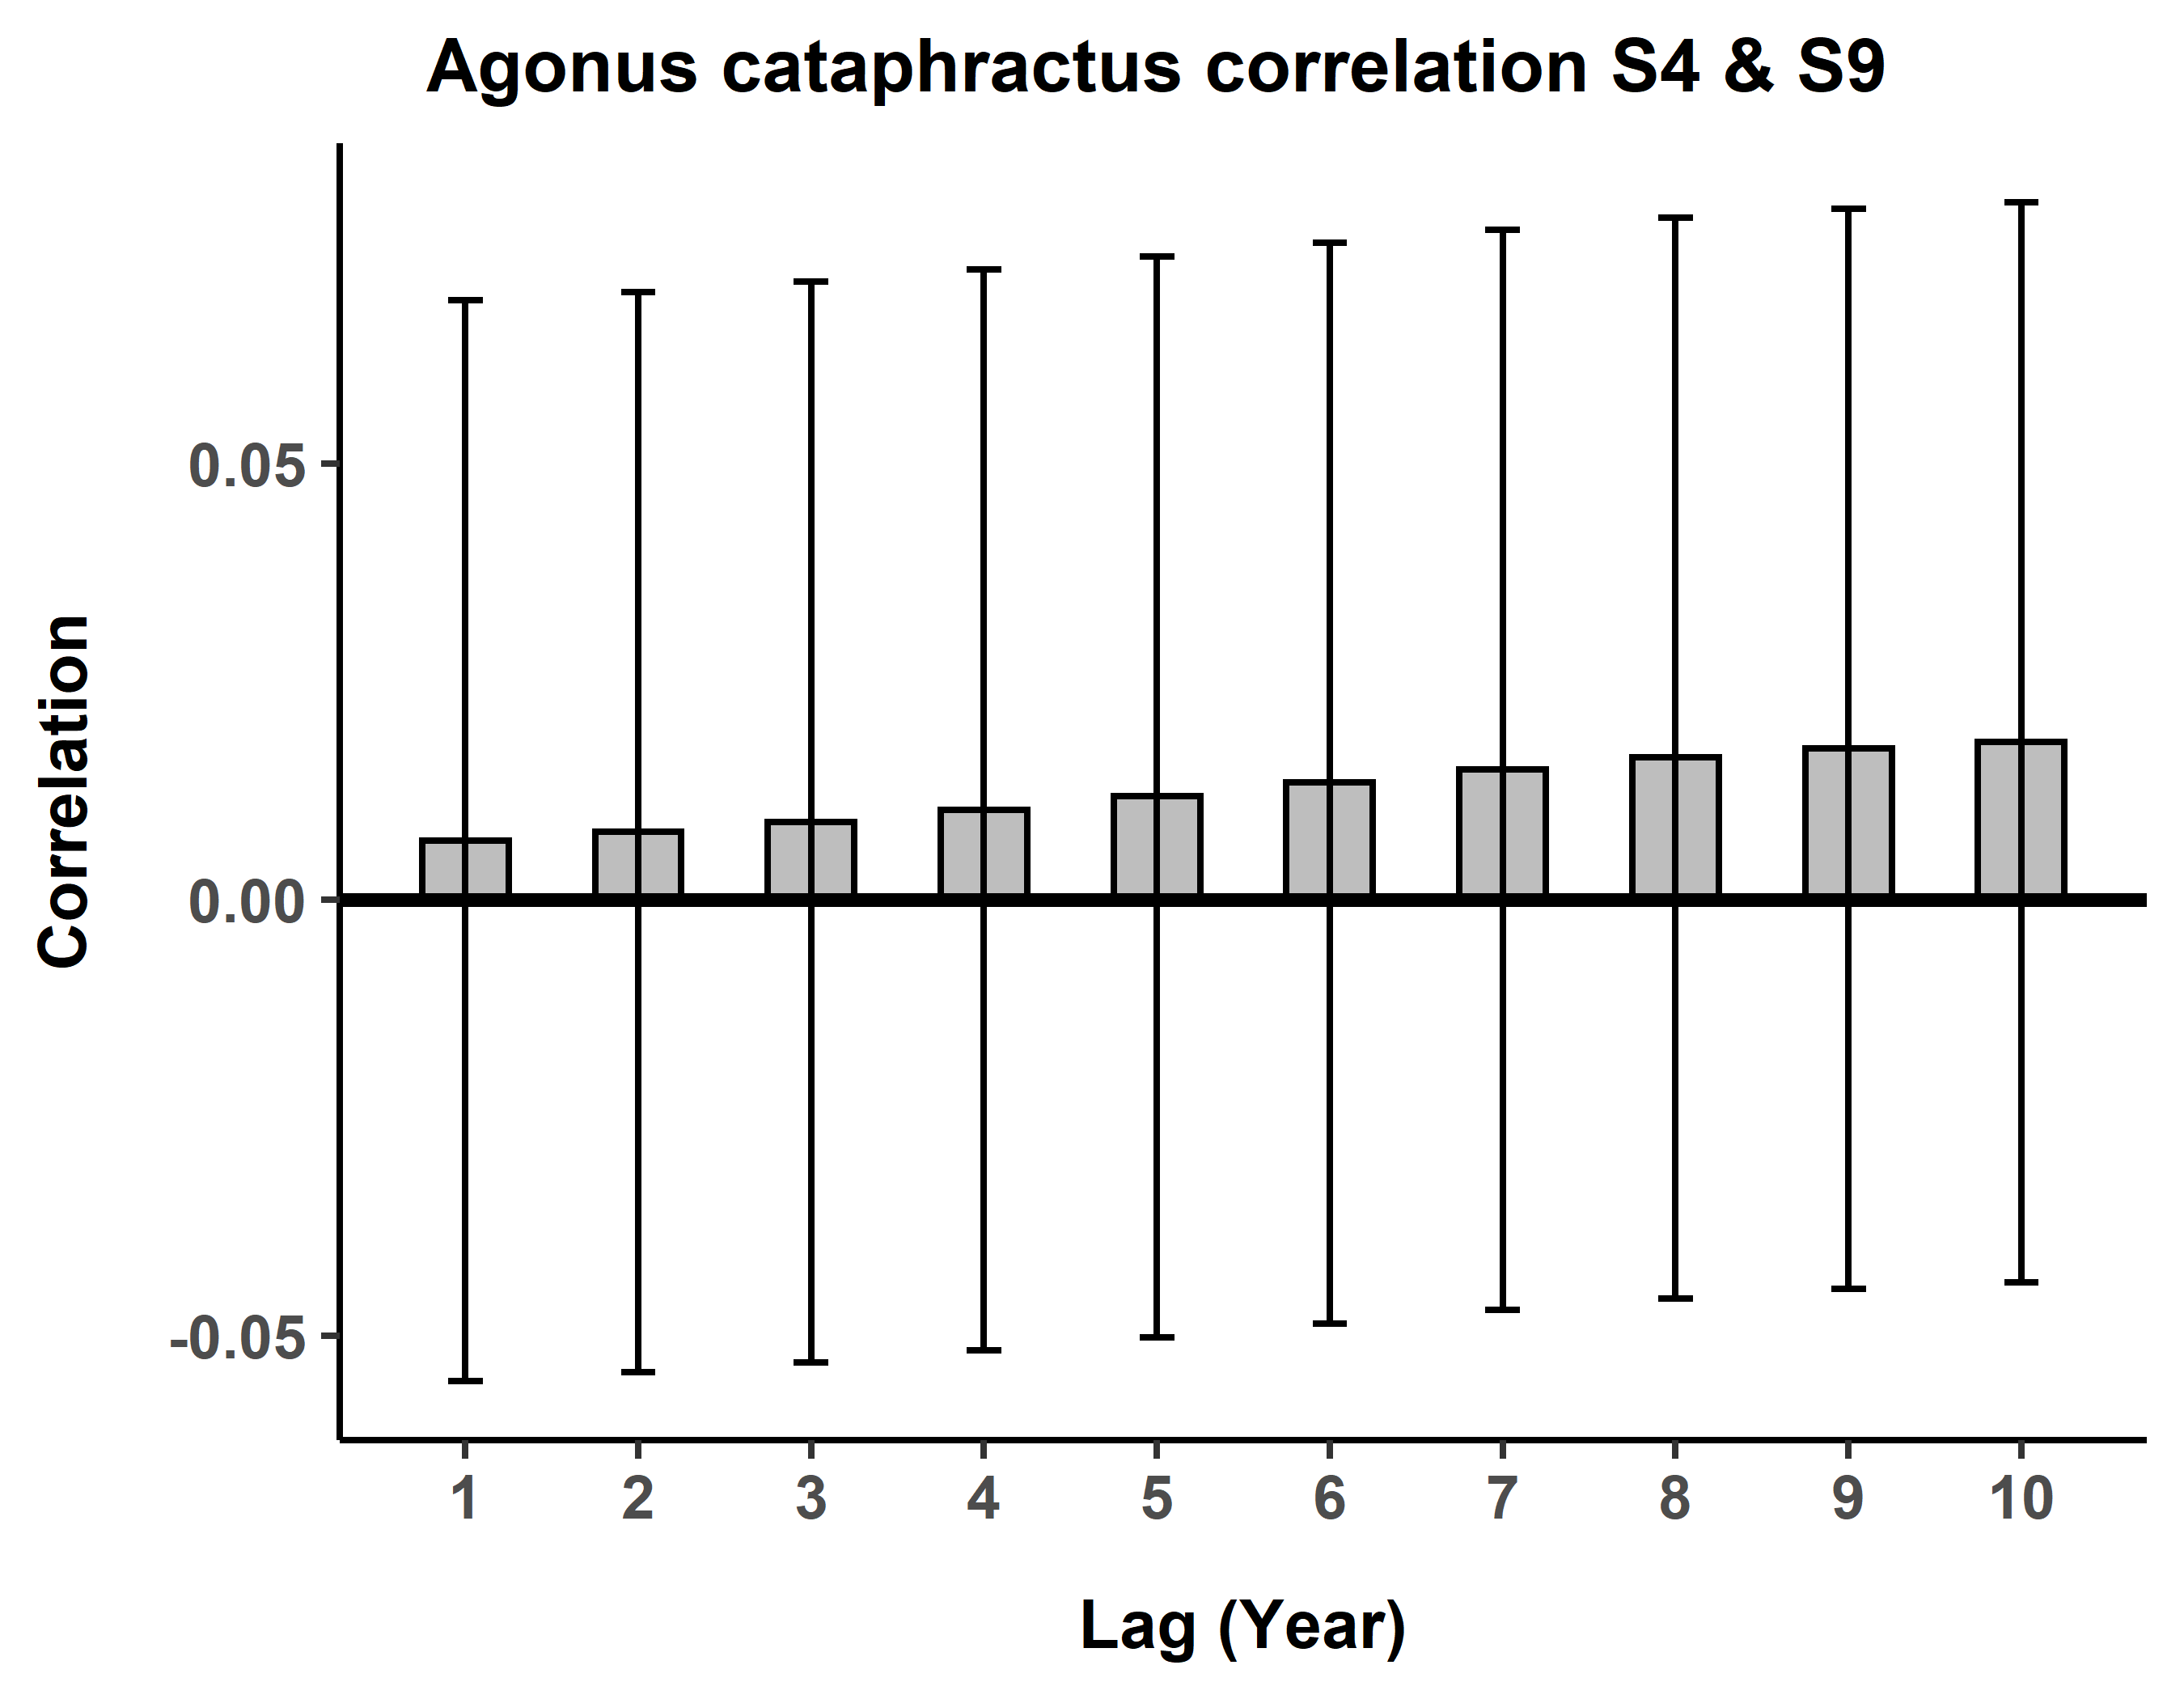 Agonus cataphractus correlation S4 & S9
Correlation
0.05
0.00
-0.05
1 2 3 4 5 6 7 8 9 10
Lag (Year)